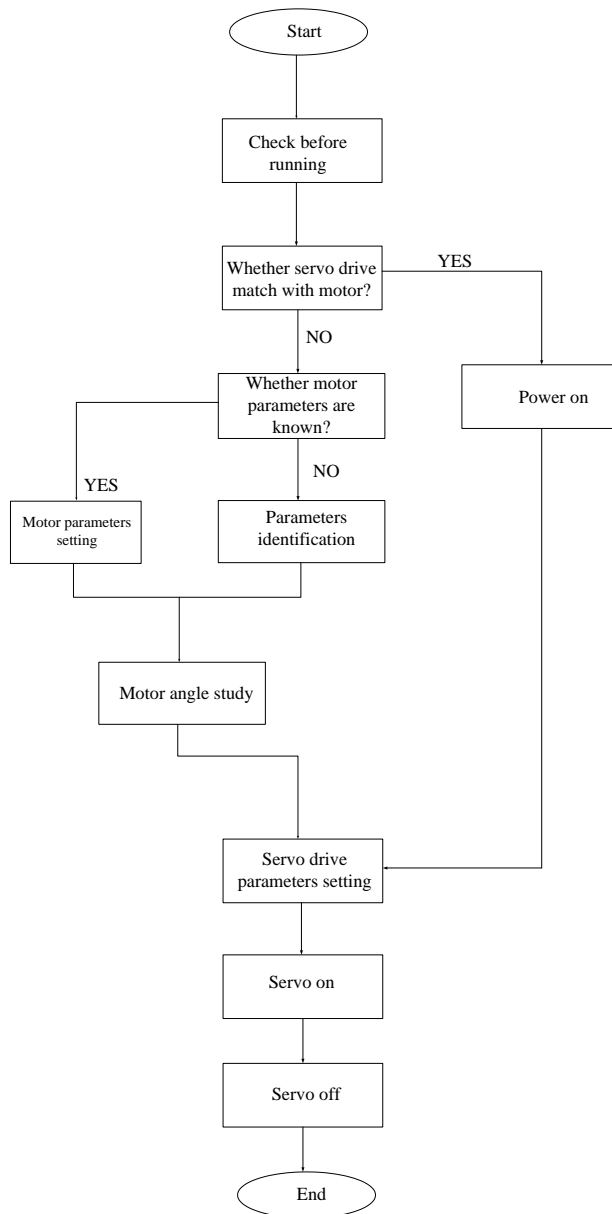 Start
Check before
running
Whether servo drive
match with motor?
YES
NO
Whether motor
parameters are
known?
Power on
YES
NO
Motor parameters
setting
Parameters
identification
Motor angle study
Servo drive
parameters setting
Servo on
Servo off
End